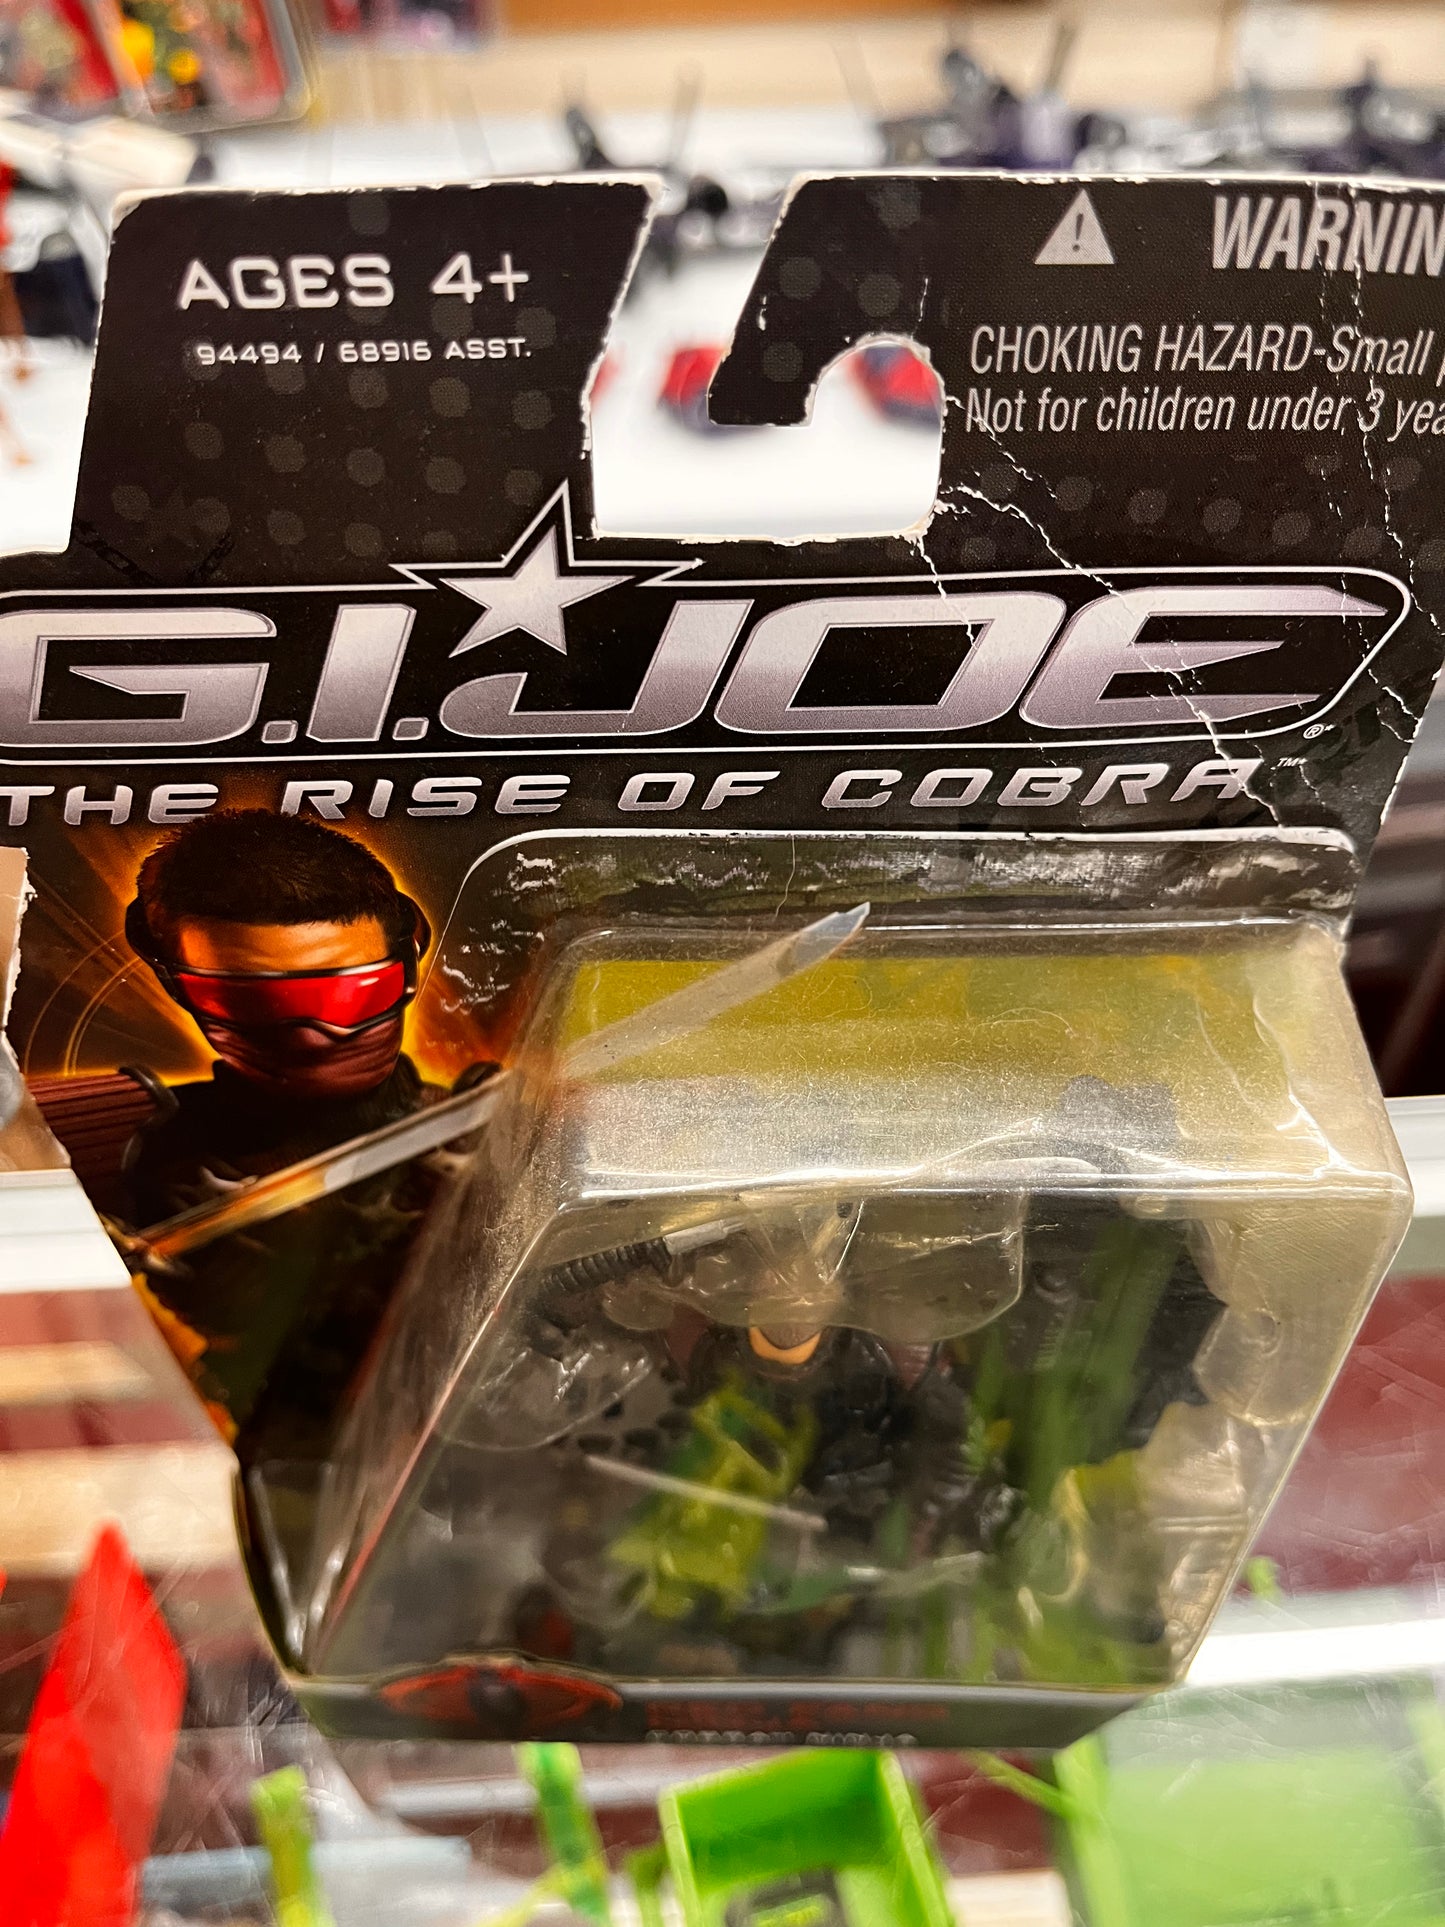 AGES 4+
94494 / 68916 ASST.
WARNIN
CHOKING HAZARD-Small
Not for children under 3 yea
G.I. JOE ®
THE RISE OF COBRA ™